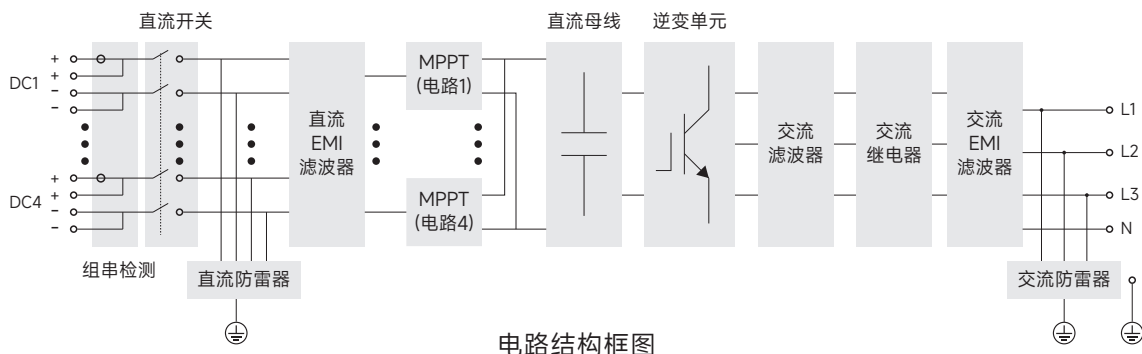 直流开关
直流母线
逆变单元
DC1
+
+
-
-
DC4
+
+
-
-
组串检测
直流防雷器
直流
EMI
滤波器
MPPT
(电路1)
MPPT
(电路4)
交流
滤波器
交流
继电器
交流
EMI
滤波器
L1
L2
L3
N
交流防雷器
电路结构框图